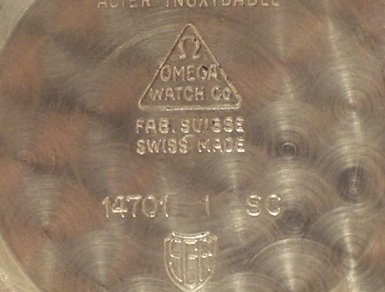 ACIER INOXYDABLE
Ω
OMEGA
WATCH Co
FAB. SUISSE
SWISS MADE
14701 1 SC